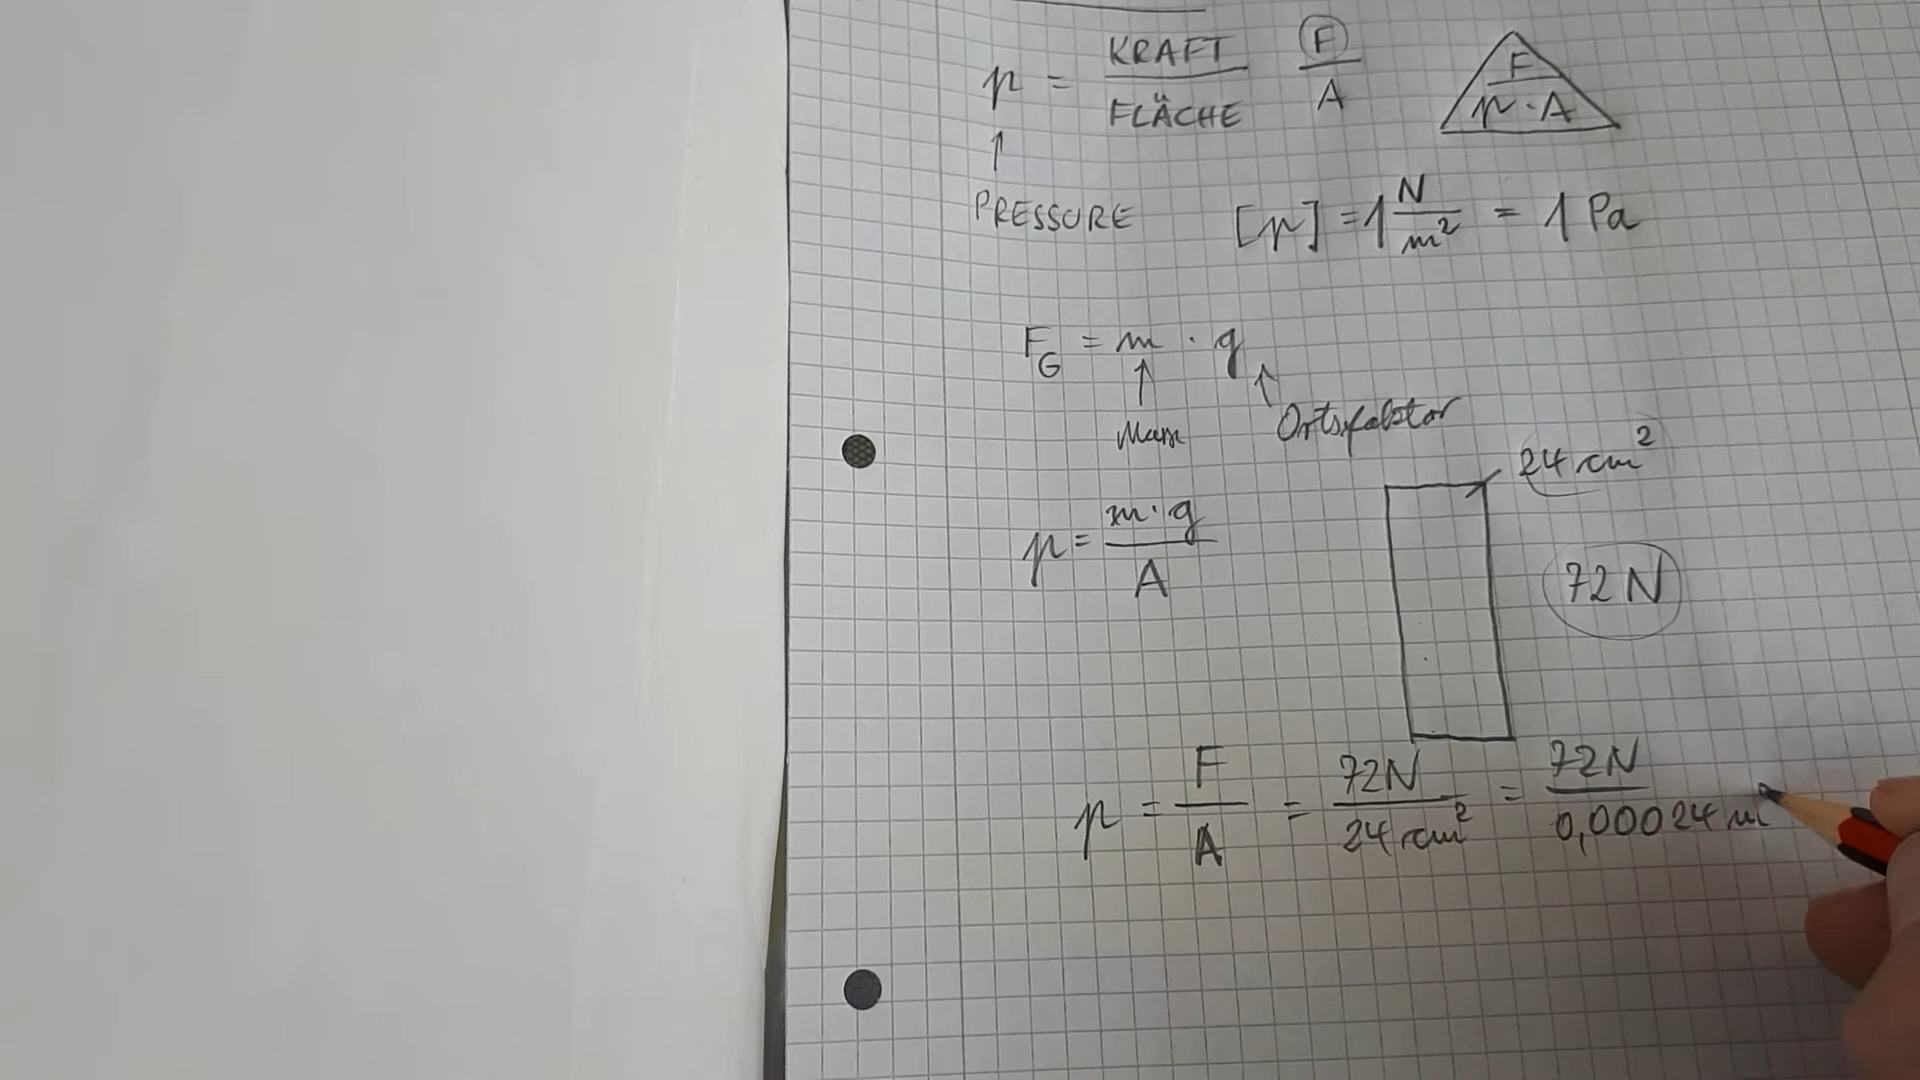 p = KRAFT / FLÄCHE F / A
F / p · A
↑
PRESSURE [p] = 1 N/m² = 1 Pa
F_G = m · g
↑ ↑
Masse Ortsfaktor
24 cm²
p = m·g / A
72 N
p = F / A = 72N / 24 cm² = 72N / 0,00024 m